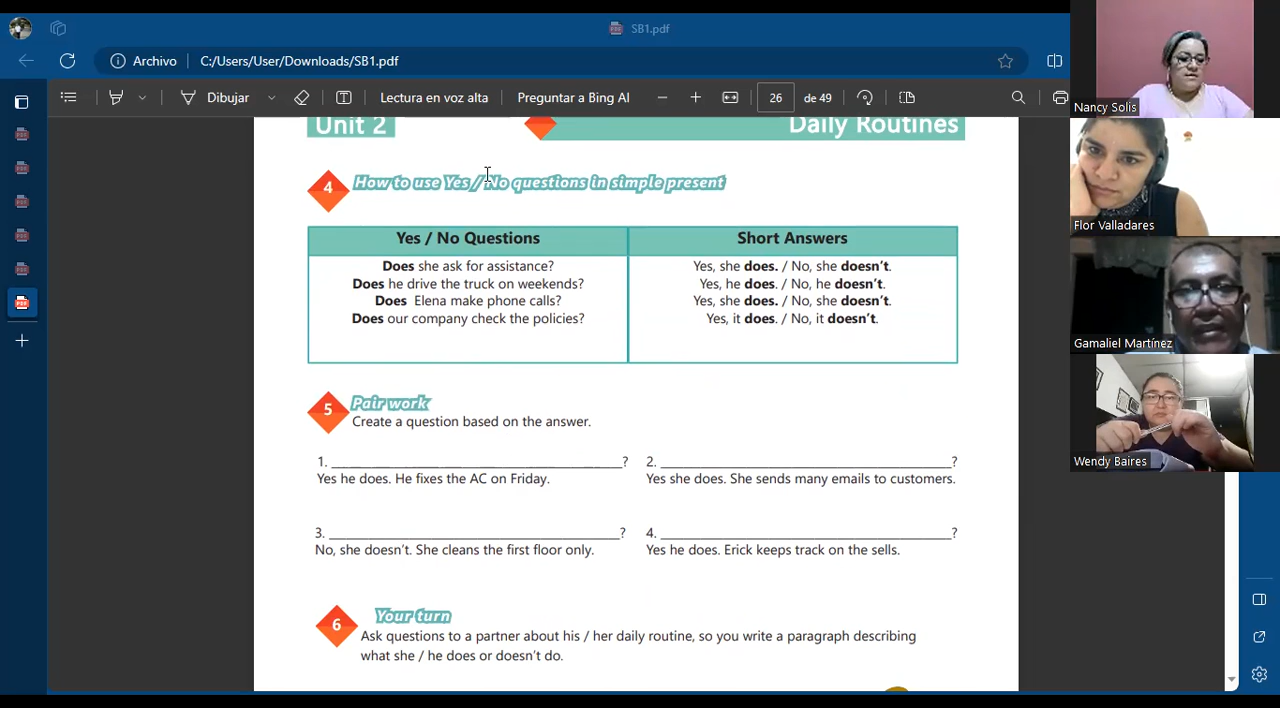 SB1.pdf
Archivo
C:/Users/User/Downloads/SB1.pdf
Dibujar
Lectura en voz alta
Preguntar a Bing AI
26
de 49
Unit 2
Daily Routines
4
How to use Yes / No questions in simple present
Yes / No Questions
Short Answers
Does she ask for assistance?
Yes, she does. / No, she doesn't.
Does he drive the truck on weekends?
Yes, he does. / No, he doesn't.
Does Elena make phone calls?
Yes, she does. / No, she doesn't.
Does our company check the policies?
Yes, it does. / No, it doesn't.
5
Pair work
Create a question based on the answer.
1. ______________________________________?
Yes he does. He fixes the AC on Friday.
2. ______________________________________?
Yes she does. She sends many emails to customers.
3. ______________________________________?
No, she doesn't. She cleans the first floor only.
4. ______________________________________?
Yes he does. Erick keeps track on the sells.
6
Your turn
Ask questions to a partner about his / her daily routine, so you write a paragraph describing
what she / he does or doesn't do.
Nancy Solis
Flor Valladares
Gamaliel Martínez
Wendy Baires